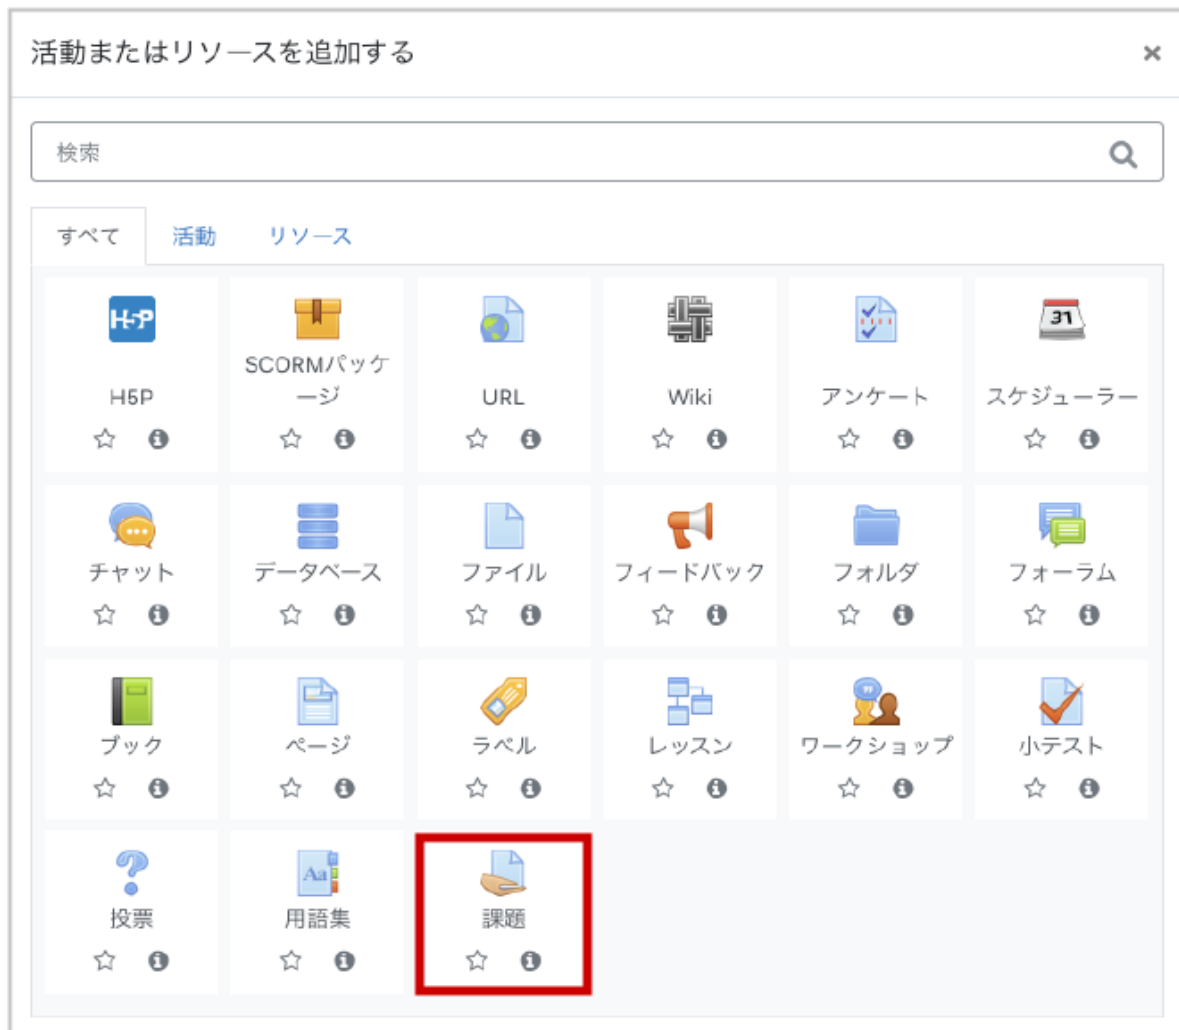 活動またはリソースを追加する
検索
すべて 活動 リソース
H5P
31
SCORMパッケ
H5P ージ URL Wiki アンケート スケジューラー
チャット データベース ファイル フィードバック フォルダ フォーラム
ブック ページ ラベル レッスン ワークショップ 小テスト
Aa
投票 用語集 課題